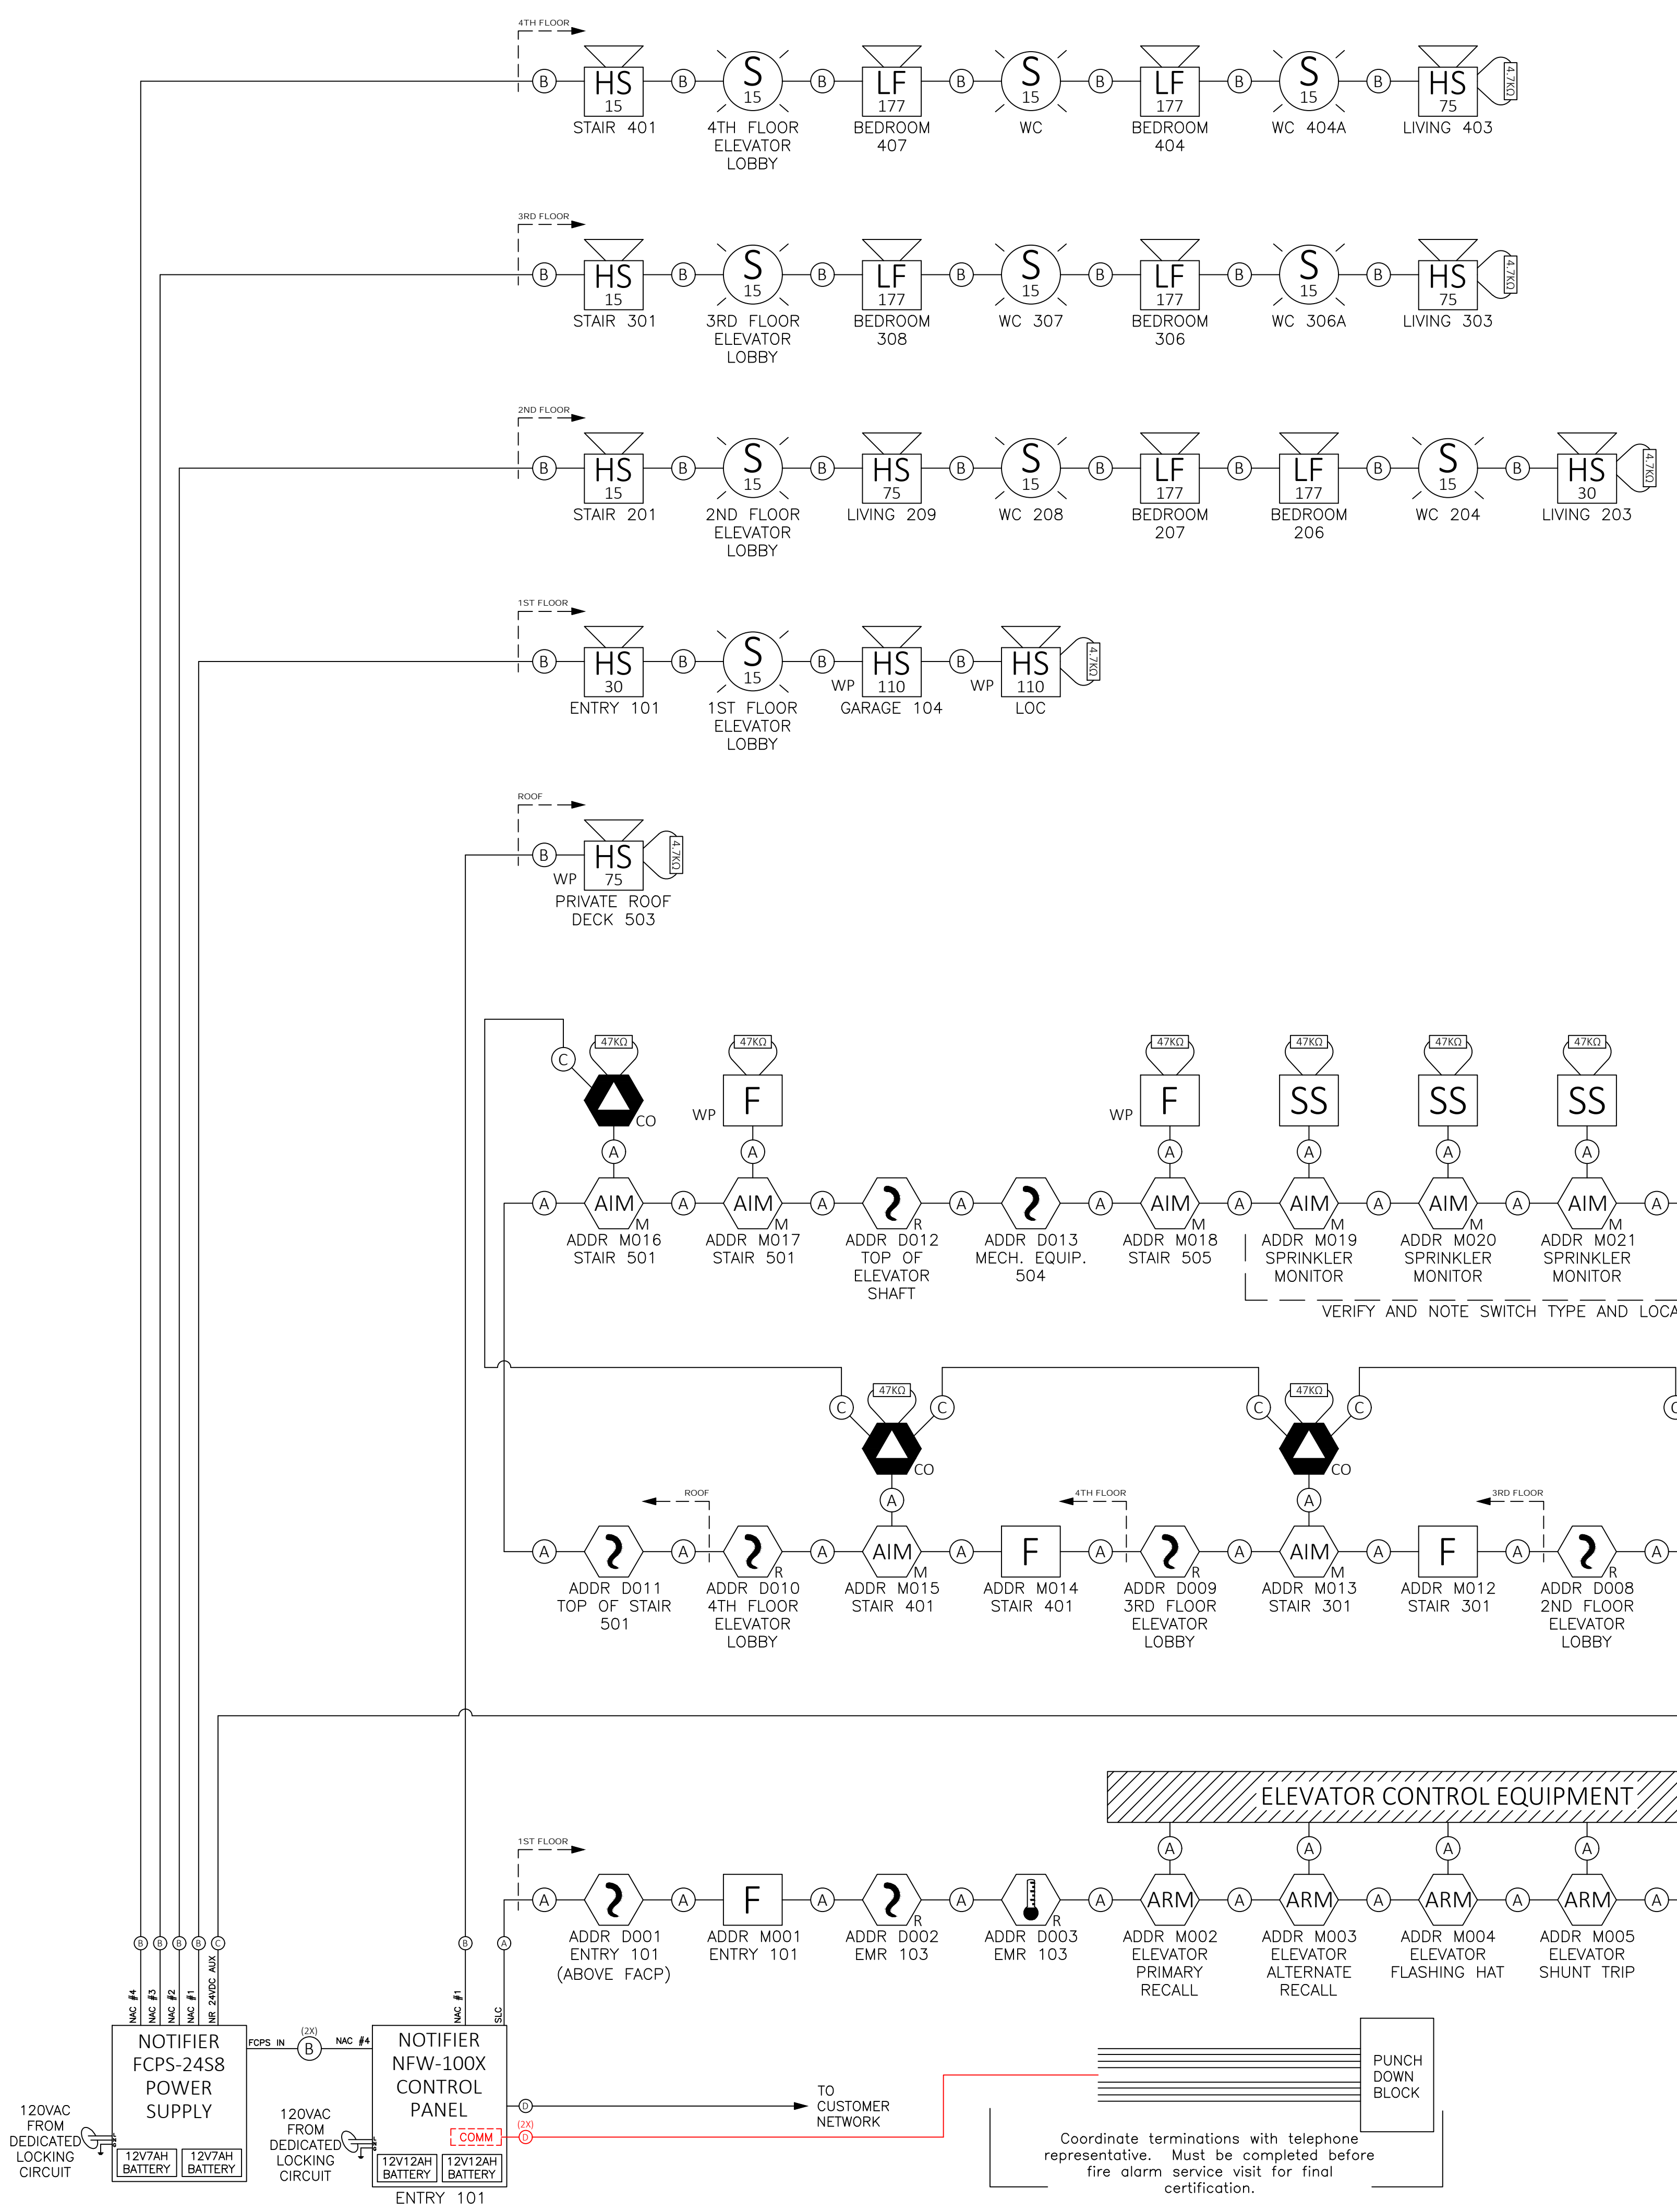 4TH FLOOR
B HS 15 B S 15 B LF 177 B S 15 B LF 177 B S 15 B HS 75 4.7KΩ
STAIR 401
4TH FLOOR
ELEVATOR
LOBBY
BEDROOM
407
WC
BEDROOM
404
WC 404A
LIVING 403
3RD FLOOR
B HS 15 B S 15 B LF 177 B S 15 B LF 177 B S 15 B HS 75 4.7KΩ
STAIR 301
3RD FLOOR
ELEVATOR
LOBBY
BEDROOM
308
WC 307
BEDROOM
306
WC 306A
LIVING 303
2ND FLOOR
B HS 15 B S 15 B HS 75 B S 15 B LF 177 B LF 177 B S 15 B HS 30 4.7KΩ
STAIR 201
2ND FLOOR
ELEVATOR
LOBBY
LIVING 209
WC 208
BEDROOM
207
BEDROOM
206
WC 204
LIVING 203
1ST FLOOR
B HS 30 B S 15 B WP HS 110 B WP HS 110 4.7KΩ
ENTRY 101
1ST FLOOR
ELEVATOR
LOBBY
GARAGE 104
LOC
ROOF
B WP HS 75 4.7KΩ
PRIVATE ROOF
DECK 503
47KΩ 47KΩ 47KΩ 47KΩ 47KΩ 47KΩ
C CO WP F WP F SS SS SS
A A A A A A
A AIM M A AIM M A R A A AIM M A AIM M A AIM M A AIM M A
ADDR M016
STAIR 501
ADDR M017
STAIR 501
ADDR D012
TOP OF
ELEVATOR
SHAFT
ADDR D013
MECH. EQUIP.
504
ADDR M018
STAIR 505
ADDR M019
SPRINKLER
MONITOR
ADDR M020
SPRINKLER
MONITOR
ADDR M021
SPRINKLER
MONITOR
VERIFY AND NOTE SWITCH TYPE AND LOCA
47KΩ 47KΩ
C C C C C
CO CO
A A
ROOF 4TH FLOOR 3RD FLOOR
A A R A AIM M A F A R A AIM M A F A R A
ADDR D011
TOP OF STAIR
501
ADDR D010
4TH FLOOR
ELEVATOR
LOBBY
ADDR M015
STAIR 401
ADDR M014
STAIR 401
ADDR D009
3RD FLOOR
ELEVATOR
LOBBY
ADDR M013
STAIR 301
ADDR M012
STAIR 301
ADDR D008
2ND FLOOR
ELEVATOR
LOBBY
ELEVATOR CONTROL EQUIPMENT
1ST FLOOR
A A A A
A A F A R A R A ARM A ARM A ARM A ARM A
ADDR D001
ENTRY 101
(ABOVE FACP)
ADDR M001
ENTRY 101
ADDR D002
EMR 103
ADDR D003
EMR 103
ADDR M002
ELEVATOR
PRIMARY
RECALL
ADDR M003
ELEVATOR
ALTERNATE
RECALL
ADDR M004
ELEVATOR
FLASHING HAT
ADDR M005
ELEVATOR
SHUNT TRIP
B B B B C B A
NAC #4
NAC #3
NAC #2
NAC #1
NR 24VDC AUX
NAC #1
SLC
NOTIFIER
FCPS-24S8
POWER
SUPPLY
12V7AH
BATTERY
12V7AH
BATTERY
120VAC
FROM
DEDICATED
LOCKING
CIRCUIT
FCPS IN (2X) B NAC #4
NOTIFIER
NFW-100X
CONTROL
PANEL
COMM
12V12AH
BATTERY
12V12AH
BATTERY
ENTRY 101
120VAC
FROM
DEDICATED
LOCKING
CIRCUIT
D
(2X)
D
TO
CUSTOMER
NETWORK
PUNCH
DOWN
BLOCK
Coordinate terminations with telephone
representative. Must be completed before
fire alarm service visit for final
certification.